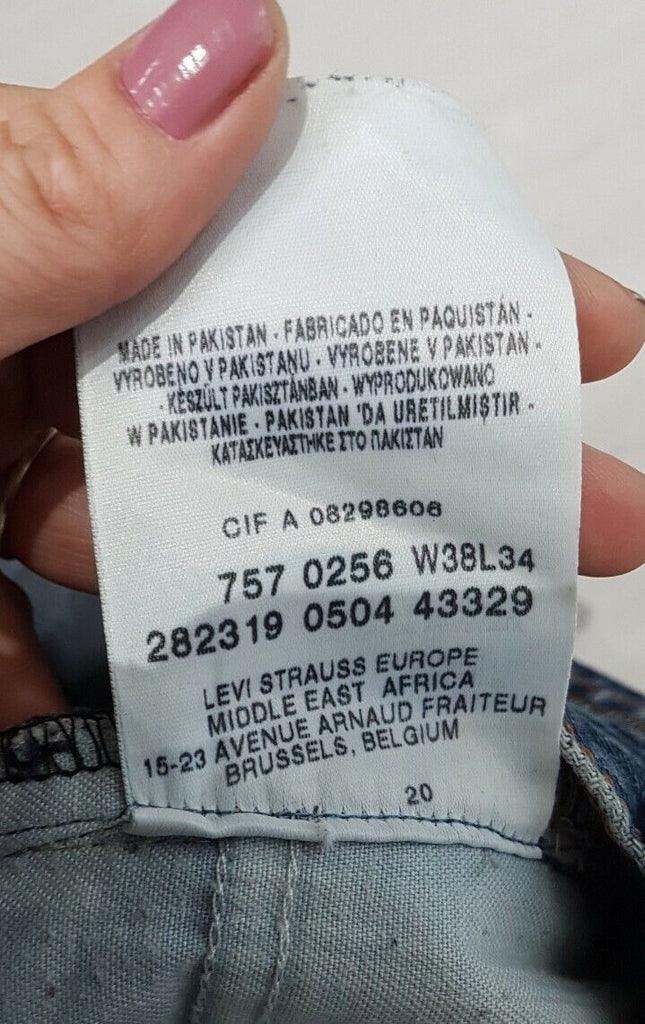 MADE IN PAKISTAN - FABRICADO EN PAQUISTÁN -
VYROBENO V PAKISTANU - VYROBENE V PAKISTAN -
- KÉSZÜLT PAKISZTÁNBAN - WYPRODUKOWANO
W PAKISTANIE - PAKISTAN 'DA URETILMIŞTIR -
ΚΑΤΑΣΚΕΥΑΣΤΗΚΕ ΣΤΟ ΠΑΚΙΣΤΑΝ
CIF A 08298608
757 0256 W38L34
282319 0504 43329
LEVI STRAUSS EUROPE
MIDDLE EAST AFRICA
15-23 AVENUE ARNAUD FRAITEUR
BRUSSELS, BELGIUM
20